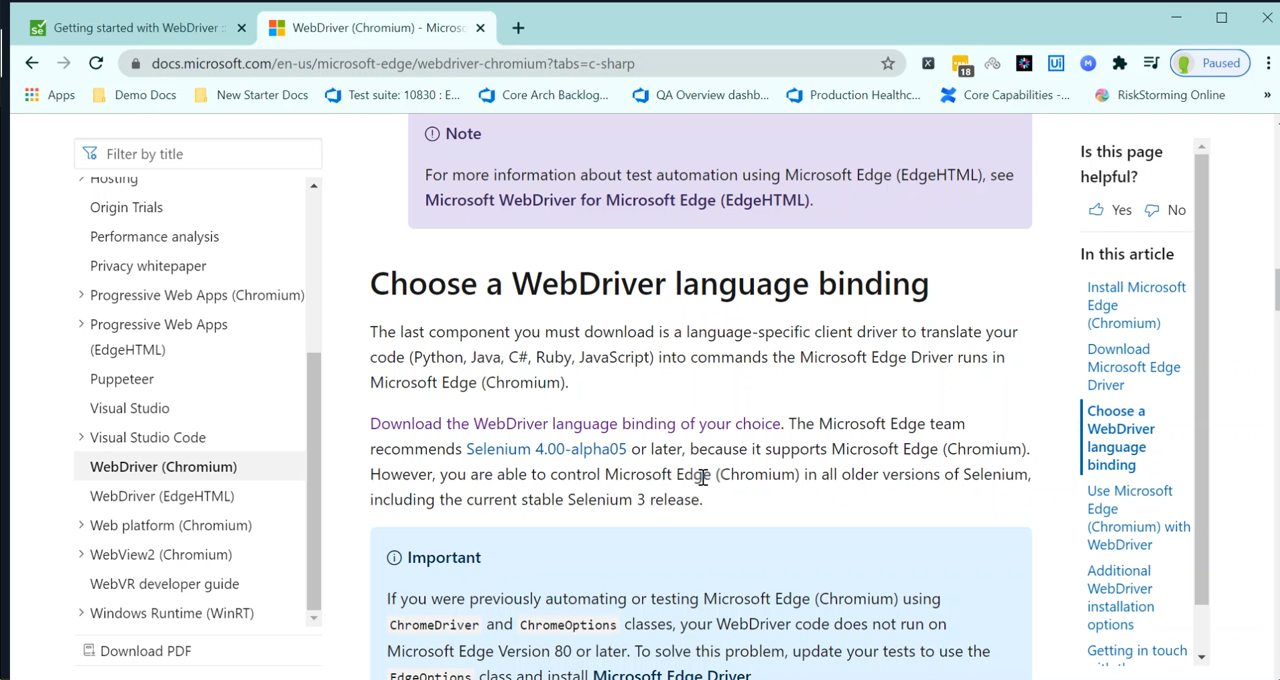 Getting started with WebDriver ::
WebDriver (Chromium) - Microsc
docs.microsoft.com/en-us/microsoft-edge/webdriver-chromium?tabs=c-sharp
18
Ui
M
Paused
Apps
Demo Docs
New Starter Docs
Test suite: 10830 : E...
Core Arch Backlog...
QA Overview dashb...
Production Healthc...
Core Capabilities -...
RiskStorming Online
»
Filter by title
Hosting
Origin Trials
Performance analysis
Privacy whitepaper
Progressive Web Apps (Chromium)
Progressive Web Apps
(EdgeHTML)
Puppeteer
Visual Studio
Visual Studio Code
WebDriver (Chromium)
WebDriver (EdgeHTML)
Web platform (Chromium)
WebView2 (Chromium)
WebVR developer guide
Windows Runtime (WinRT)
Download PDF
Note
For more information about test automation using Microsoft Edge (EdgeHTML), see
Microsoft WebDriver for Microsoft Edge (EdgeHTML).
Choose a WebDriver language binding
The last component you must download is a language-specific client driver to translate your
code (Python, Java, C#, Ruby, JavaScript) into commands the Microsoft Edge Driver runs in
Microsoft Edge (Chromium).
Download the WebDriver language binding of your choice. The Microsoft Edge team
recommends Selenium 4.00-alpha05 or later, because it supports Microsoft Edge (Chromium).
However, you are able to control Microsoft Edge (Chromium) in all older versions of Selenium,
including the current stable Selenium 3 release.
Important
If you were previously automating or testing Microsoft Edge (Chromium) using
ChromeDriver and ChromeOptions classes, your WebDriver code does not run on
Microsoft Edge Version 80 or later. To solve this problem, update your tests to use the
EdgeOptions class and install Microsoft Edge Driver.
Is this page
helpful?
Yes No
In this article
Install Microsoft
Edge
(Chromium)
Download
Microsoft Edge
Driver
Choose a
WebDriver
language
binding
Use Microsoft
Edge
(Chromium) with
WebDriver
Additional
WebDriver
installation
options
Getting in touch
with the